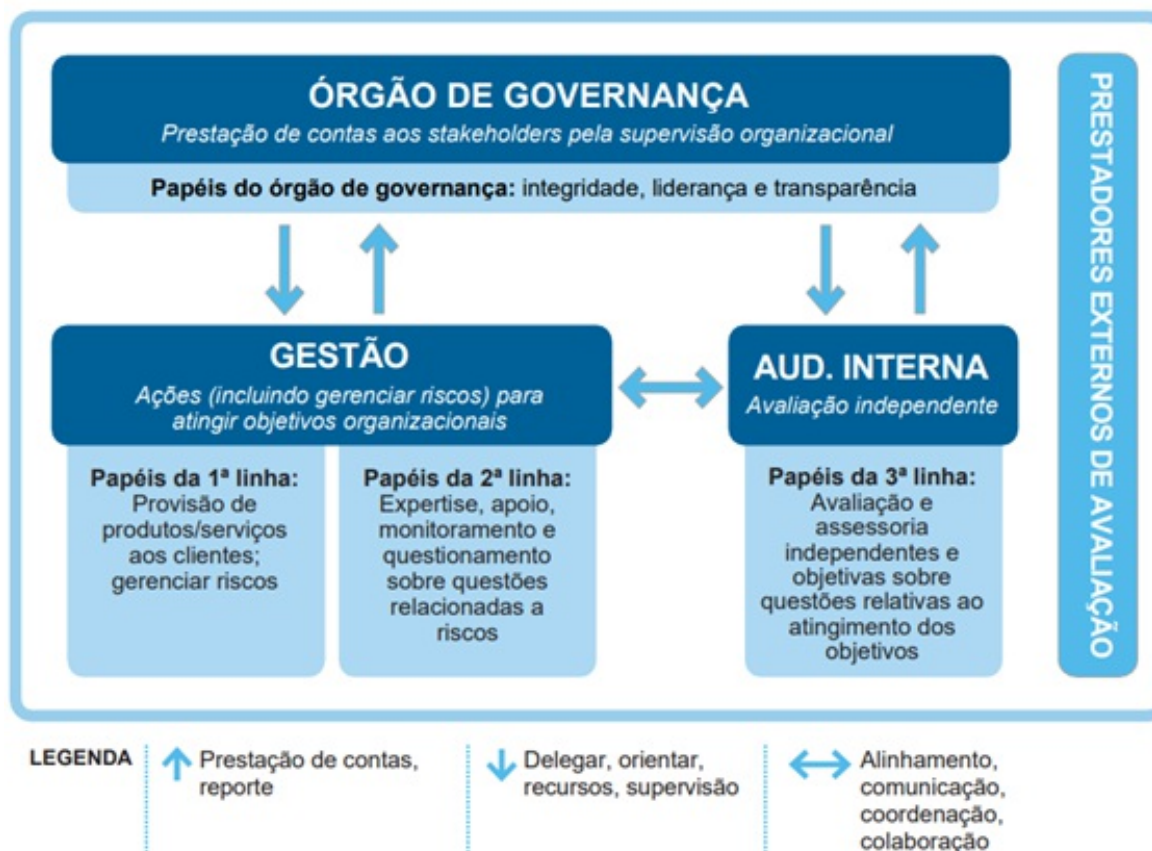 ÓRGÃO DE GOVERNANÇA
Prestação de contas aos stakeholders pela supervisão organizacional
Papéis do órgão de governança: integridade, liderança e transparência
GESTÃO
Ações (incluindo gerenciar riscos) para
atingir objetivos organizacionais
Papéis da 1ª linha:
Provisão de
produtos/serviços
aos clientes;
gerenciar riscos
Papéis da 2ª linha:
Expertise, apoio,
monitoramento e
questionamento
sobre questões
relacionadas a
riscos
AUD. INTERNA
Avaliação independente
Papéis da 3ª linha:
Avaliação e
assessoria
independentes e
objetivas sobre
questões relativas ao
atingimento dos
objetivos
PRESTADORES EXTERNOS DE AVALIAÇÃO
LEGENDA
Prestação de contas,
reporte
Delegar, orientar,
recursos, supervisão
Alinhamento,
comunicação,
coordenação,
colaboração